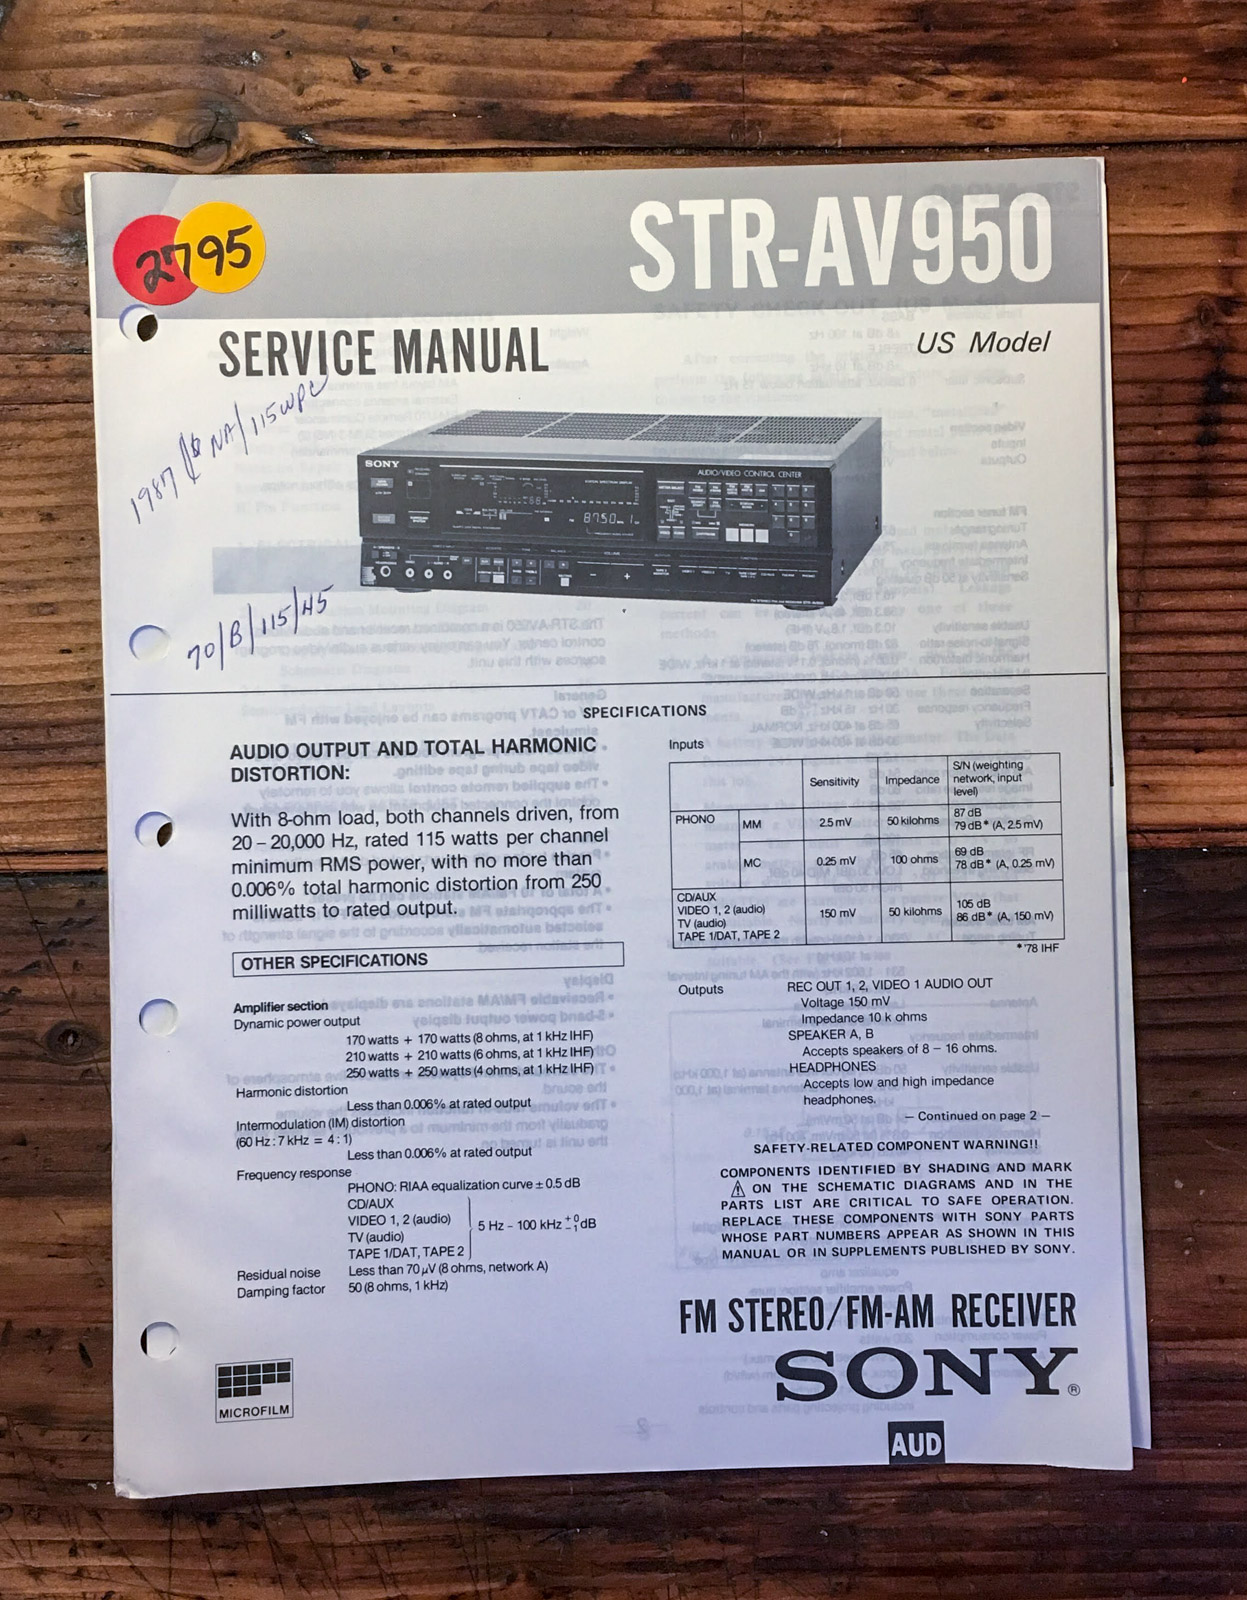 2795
STR-AV950
SERVICE MANUAL
US Model
1987
NA/115WPC
70/B/115/45
SONY
AUDIO/VIDEO CONTROL CENTER
87.50
SPECIFICATIONS
AUDIO OUTPUT AND TOTAL HARMONIC
DISTORTION:
With 8-ohm load, both channels driven, from
20 – 20,000 Hz, rated 115 watts per channel
minimum RMS power, with no more than
0.006% total harmonic distortion from 250
milliwatts to rated output.
OTHER SPECIFICATIONS
Amplifier section
Dynamic power output
170 watts + 170 watts (8 ohms, at 1 kHz IHF)
210 watts + 210 watts (6 ohms, at 1 kHz IHF)
250 watts + 250 watts (4 ohms, at 1 kHz IHF)
Harmonic distortion
Less than 0.006% at rated output
Intermodulation (IM) distortion
(60 Hz : 7 kHz = 4 : 1)
Less than 0.006% at rated output
Frequency response
PHONO: RIAA equalization curve ± 0.5 dB
CD/AUX
VIDEO 1, 2 (audio)
TV (audio)
TAPE 1/DAT, TAPE 2
5 Hz – 100 kHz +0 −1 dB
Residual noise Less than 70 µV (8 ohms, network A)
Damping factor 50 (8 ohms, 1 kHz)
MICROFILM
Inputs
Sensitivity Impedance S/N (weighting
network, input
level)
PHONO MM 2.5 mV 50 kilohms 87 dB
79 dB* (A, 2.5 mV)
MC 0.25 mV 100 ohms 69 dB
78 dB* (A, 0.25 mV)
CD/AUX
VIDEO 1, 2 (audio)
TV (audio)
TAPE 1/DAT, TAPE 2
150 mV 50 kilohms 105 dB
86 dB* (A, 150 mV)
*'78 IHF
Outputs REC OUT 1, 2, VIDEO 1 AUDIO OUT
Voltage 150 mV
Impedance 10 k ohms
SPEAKER A, B
Accepts speakers of 8 – 16 ohms.
HEADPHONES
Accepts low and high impedance
headphones.
— Continued on page 2 —
SAFETY-RELATED COMPONENT WARNING!!
COMPONENTS IDENTIFIED BY SHADING AND MARK
⚠ ON THE SCHEMATIC DIAGRAMS AND IN THE
PARTS LIST ARE CRITICAL TO SAFE OPERATION.
REPLACE THESE COMPONENTS WITH SONY PARTS
WHOSE PART NUMBERS APPEAR AS SHOWN IN THIS
MANUAL OR IN SUPPLEMENTS PUBLISHED BY SONY.
FM STEREO/FM-AM RECEIVER
SONY®
AUD